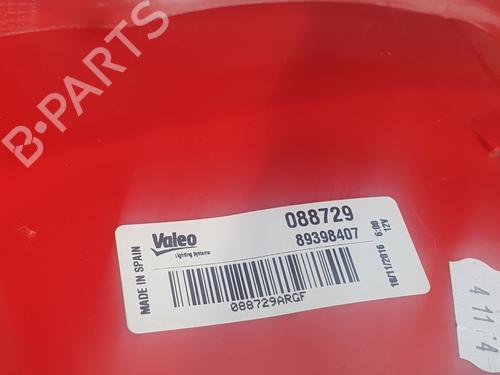 B-PARTS
Valeo
Lighting Systems
088729
89398407
MADE IN SPAIN
088729ARGF
18/11/2016 6:00
12V
4 11 4